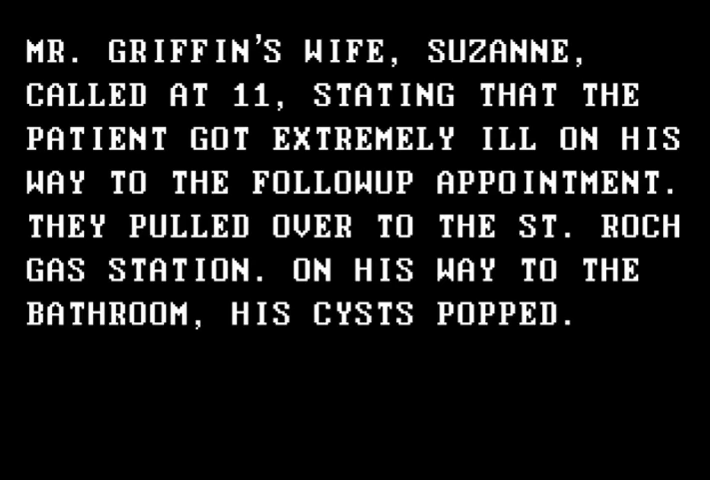 MR. GRIFFIN'S WIFE, SUZANNE,
CALLED AT 11, STATING THAT THE
PATIENT GOT EXTREMELY ILL ON HIS
WAY TO THE FOLLOWUP APPOINTMENT.
THEY PULLED OVER TO THE ST. ROCH
GAS STATION. ON HIS WAY TO THE
BATHROOM, HIS CYSTS POPPED.